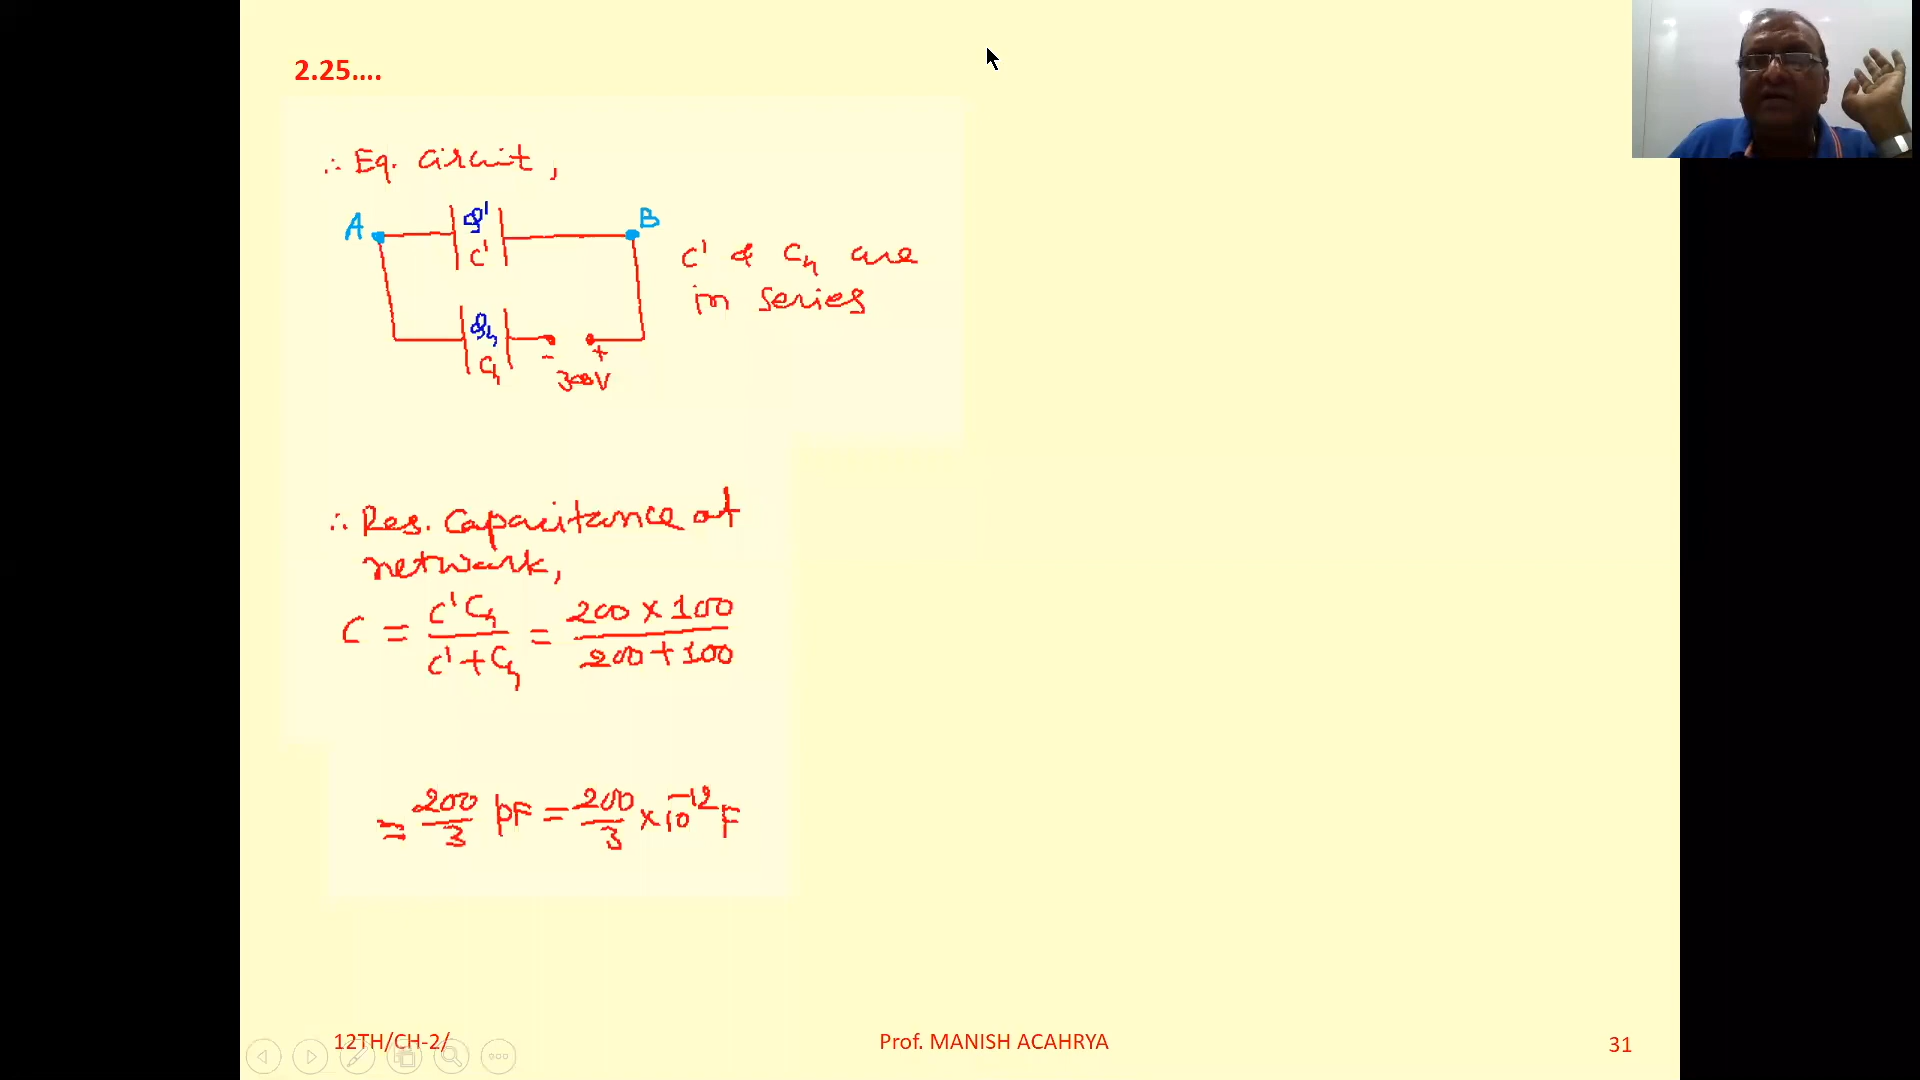 2.25....
∴ Eq. circuit,
A
Q'
C'
B
C' & C₄ are
in series
Q₄
C₄
- +
300V
∴ Res. Capacitance of
network,
C = C'C₄ / C'+C₄ = 200 × 100 / 200 + 100
= 200/3 pF = 200/3 × 10⁻¹² F
12TH/CH-2/
Prof. MANISH ACAHRYA
31